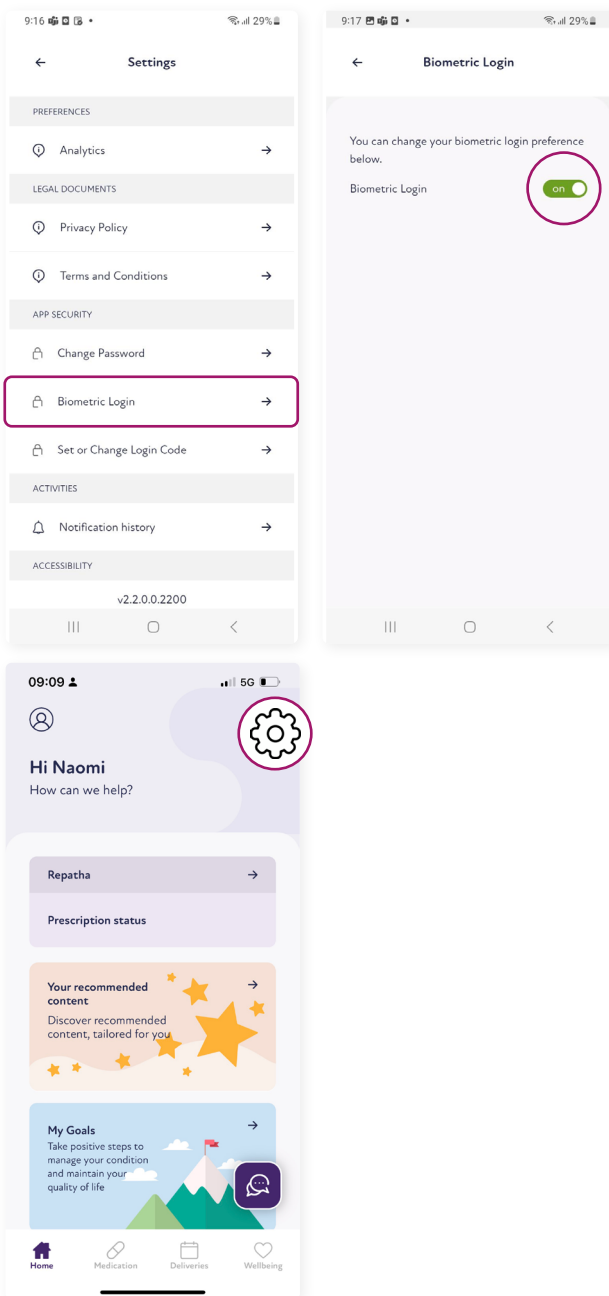 9:16
29%
Settings
PREFERENCES
Analytics
LEGAL DOCUMENTS
Privacy Policy
Terms and Conditions
APP SECURITY
Change Password
Biometric Login
Set or Change Login Code
ACTIVITIES
Notification history
ACCESSIBILITY
v2.2.0.0.2200
9:17
29%
Biometric Login
You can change your biometric login preference
below.
Biometric Login
on
09:09
5G
Hi Naomi
How can we help?
Repatha
Prescription status
Your recommended
content
Discover recommended
content, tailored for you
My Goals
Take positive steps to
manage your condition
and maintain your
quality of life
Home
Medication
Deliveries
Wellbeing